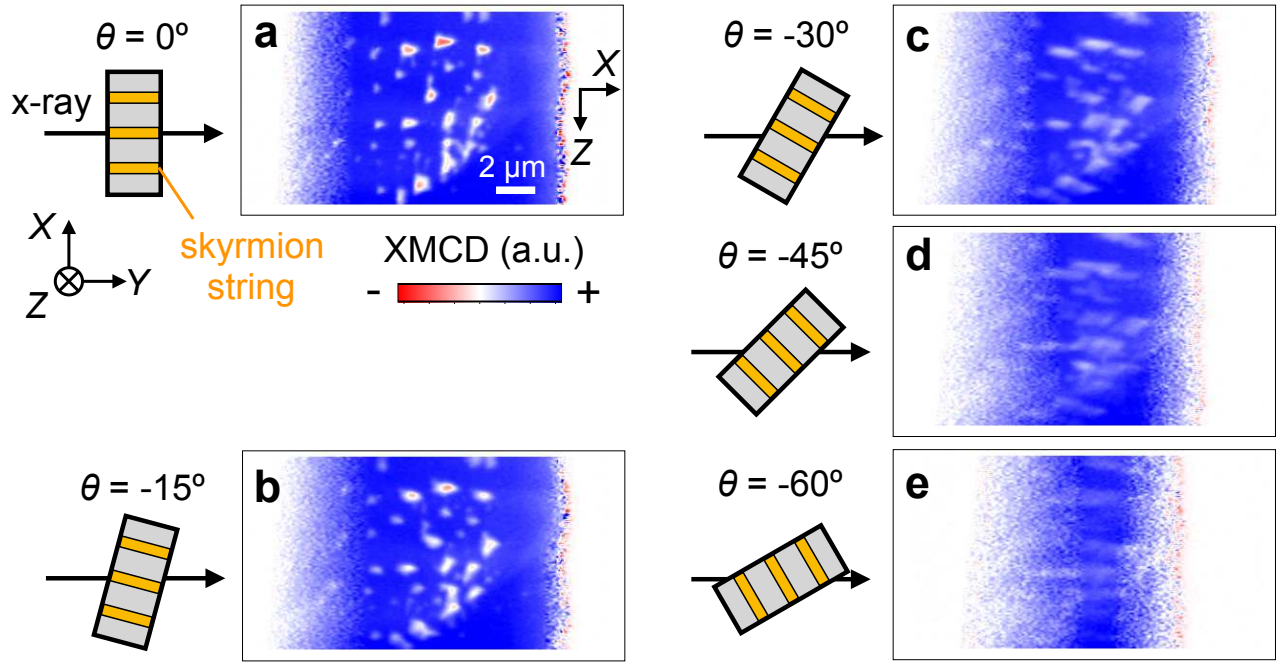 θ = 0º
x-ray
X
Z
Y
skyrmion
string
a
X
Z
2 µm
XMCD (a.u.)
- +
θ = -15º
b
θ = -30º
c
θ = -45º
d
θ = -60º
e